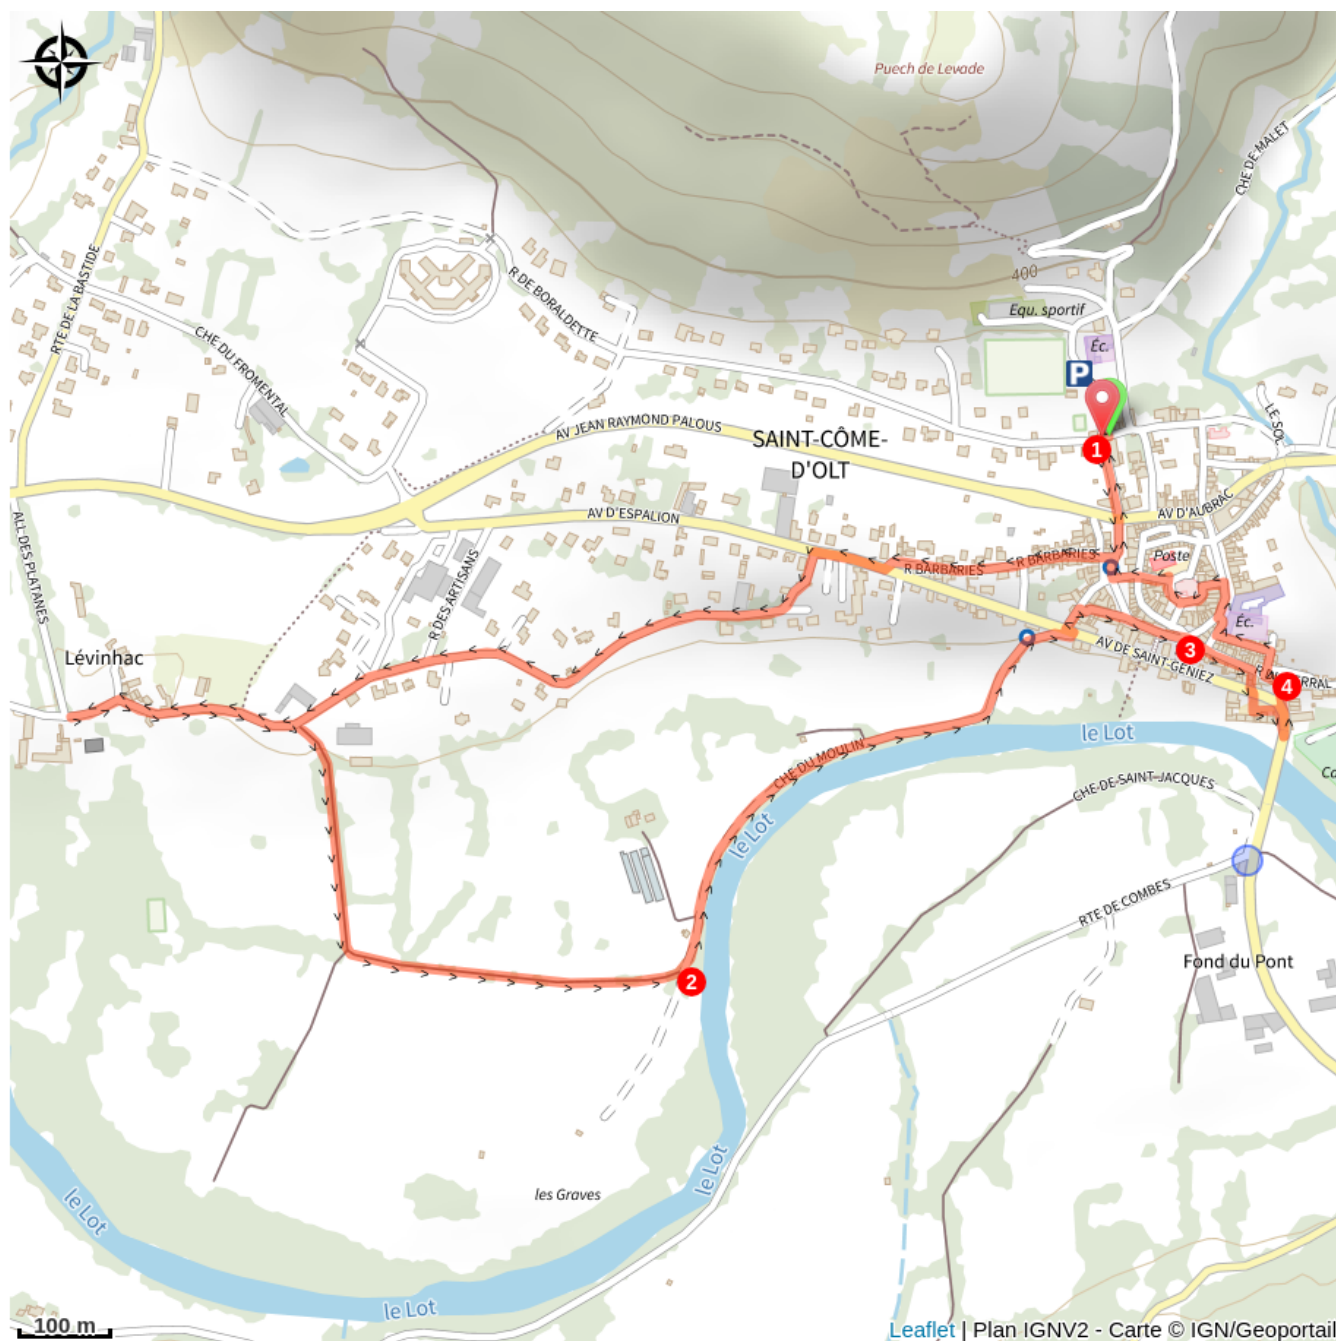 Puech de Levade
CHE DE MALET
400
Equ. sportif
Éc.
P
R DE BORALDETTE
RTE DE LA BASTIDE
CHE DU FROMENTAL
LE SOL
AV JEAN RAYMOND PALOUS
SAINT-CÔME-
D'OLT
1
AV D'AUBRAC
AV D'ESPALION
ALL DES PLATANES
R DES ARTISANS
R BARBARIES
R BARBARIES
Poste
Éc.
Lévinhac
AV DE SAINT-GENIEZ
3
4
le Lot
CHE DU MOULIN
CHE DE SAINT-JACQUES
le Lot
RTE DE COMBES
Fond du Pont
2
le Lot
les Graves
le Lot
le Lot
100 m
Leaflet | Plan IGNV2 - Carte © IGN/Geoportail